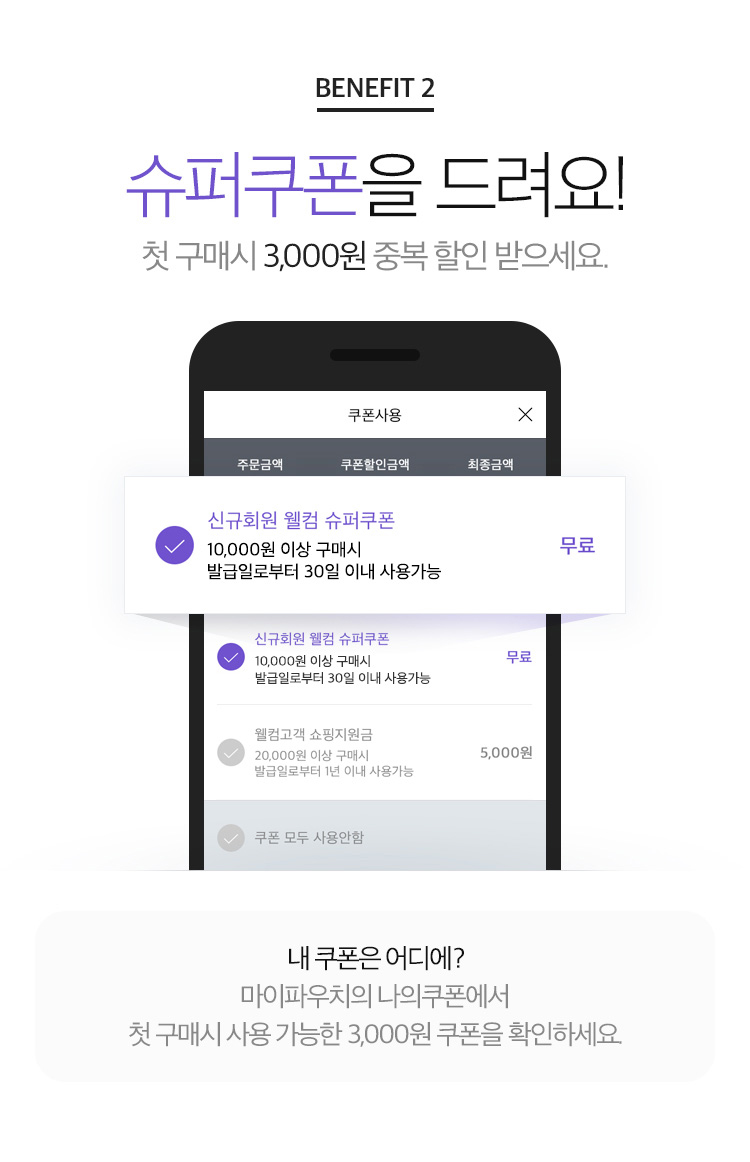 BENEFIT 2
슈퍼쿠폰을 드려요!
첫 구매시 3,000원 중복 할인 받으세요.
쿠폰사용
주문금액 쿠폰할인금액 최종금액
신규회원 웰컴 슈퍼쿠폰
10,000원 이상 구매시
발급일로부터 30일 이내 사용가능
무료
신규회원 웰컴 슈퍼쿠폰
10,000원 이상 구매시
발급일로부터 30일 이내 사용가능
무료
웰컴고객 쇼핑지원금
20,000원 이상 구매시
발급일로부터 1년 이내 사용가능
5,000원
쿠폰 모두 사용안함
내 쿠폰은 어디에?
마이파우치의 나의쿠폰에서
첫 구매시 사용 가능한 3,000원 쿠폰을 확인하세요.